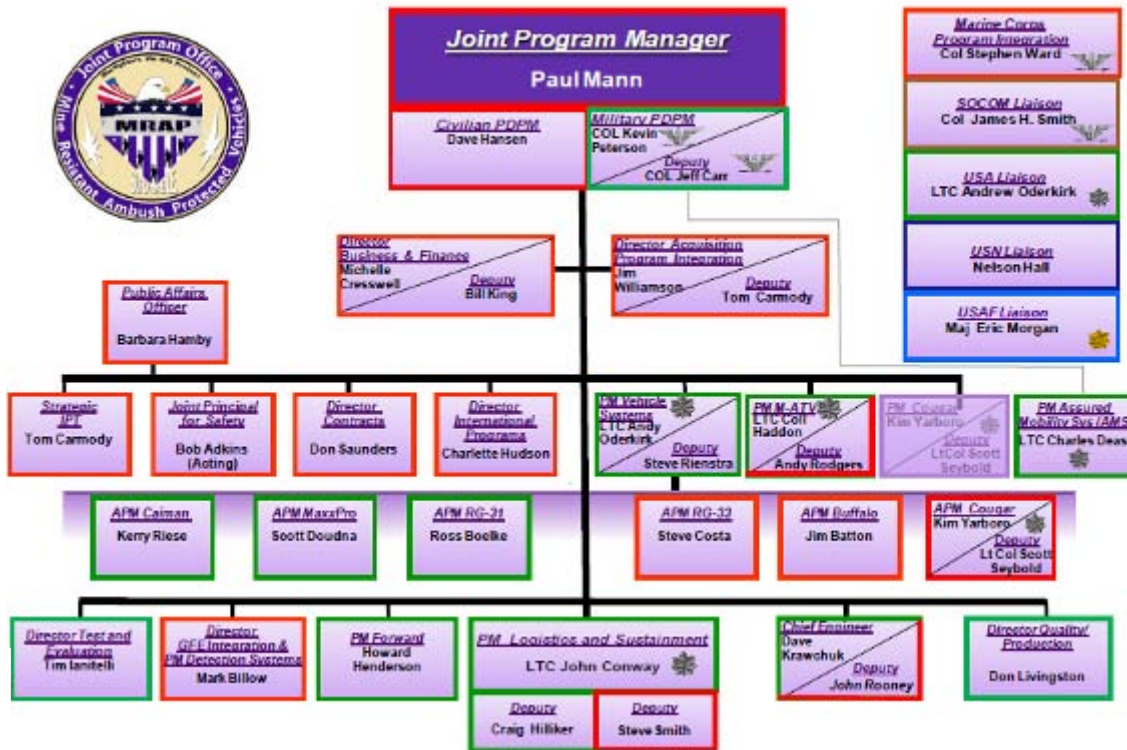 Joint Program Office
MRAP
Mine Resistant Ambush Protected Vehicles
Joint Program Manager
Paul Mann
Civilian PDPM
Dave Hansen
Military PDPM
COL Kevin
Peterson
Deputy
COL Jeff Carr
Marine Corps
Program Integration
Col Stephen Ward
SOCOM Liaison
Col James H. Smith
USA Liaison
LTC Andrew Oderkirk
USN Liaison
Nelson Hall
USAF Liaison
Maj Eric Morgan
Director
Business & Finance
Michelle
Cresswell
Deputy
Bill King
Director Acquisition
Program Integration
Jim
Williamson
Deputy
Tom Carmody
Public Affairs
Officer
Barbara Hamby
Strategic
IPT
Tom Carmody
Joint Principal
for Safety
Bob Adkins
(Acting)
Director
Contracts
Don Saunders
Director
International
Programs
Charlette Hudson
PM Vehicle
Systems
LTC Andy
Oderkirk
Deputy
Steve Rienstra
PM M-ATV
LTC Coll
Haddon
Deputy
Andy Rodgers
PM Cougar
Kim Yarboro
Deputy
LtCol Scott
Seybold
PM Assured
Mobility Sys (AMS)
LTC Charles Deas
APM Caiman
Kerry Riese
APM MaxxPro
Scott Doudna
APM RG-31
Ross Boelke
APM RG-33
Steve Costa
APM Buffalo
Jim Batton
APM Cougar
Kim Yarboro
Deputy
Lt Col Scott
Seybold
Director Test and
Evaluation
Tim Ianitelli
Director
GFE Integration &
PM Detection Systems
Mark Billow
PM Forward
Howard
Henderson
PM Logistics and Sustainment
LTC John Conway
Deputy
Craig Hilliker
Deputy
Steve Smith
Chief Engineer
Dave
Krawchuk
Deputy
John Rooney
Director Quality/
Production
Don Livingston